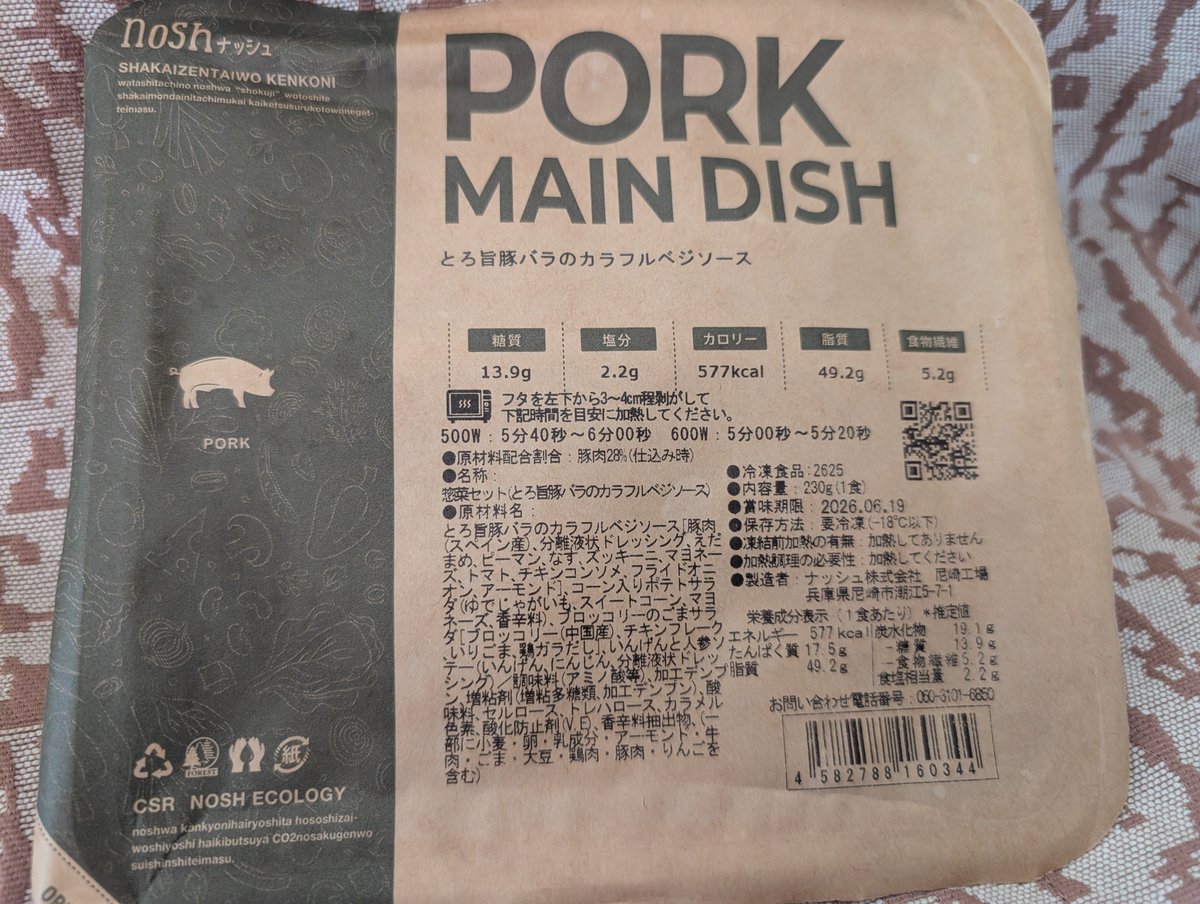 nosh ナッシュ
SHAKAIZENTAIWO KENKONI
watashitachino noshwa "shokuji" wotoshite
shakaimondainitachimukai kaiketsusurukotowonegat-
teimasu.
PORK
MAIN DISH
とろ旨豚バラのカラフルベジソース
糖質 塩分 カロリー 脂質 食物繊維
13.9g 2.2g 577kcal 49.2g 5.2g
フタを左下から3～4cm程剥がして
下記時間を目安に加熱してください。
500W：5分40秒～6分00秒 600W：5分00秒～5分20秒
●原材料配合割合：豚肉28%(仕込み時)
●名称：
惣菜セット(とろ旨豚バラのカラフルベジソース)
●原材料名：
とろ旨豚バラのカラフルベジソース[豚肉
(スペイン産)、分離液状ドレッシング、えだ
まめ、ピーマン、なす、ズッキーニ、マヨネー
ズ、トマト、チキンコンソメ、フライドオニ
オン、アーモンド]、コーン入りポテトサラ
ダ(ゆでじゃがいも、スイートコーン、マヨ
ネーズ、香辛料)、ブロッコリーのごまサラ
ダ[ブロッコリー(中国産)、チキンフレーク
、いりごま、鶏ガラだし]、いんげんと人参ソ
テー(いんげん、にんじん、分離液状ドレッ
シング)／調味料(アミノ酸等)、加工デンプ
ン、増粘剤(増粘多糖類、加工デンプン)、酸
味料、セルロース、トレハロース、カラメル
色素、酸化防止剤(V.E)、香辛料抽出物、(一
部に小麦・卵・乳成分・アーモンド・牛
肉・ごま・大豆・鶏肉・豚肉・りんごを
含む)
●冷凍食品：2625
●内容量：230g(1食)
●賞味期限：2026.06.19
●保存方法：要冷凍(-18℃以下)
●凍結前加熱の有無：加熱してありません
●加熱調理の必要性：加熱してください
●製造者：ナッシュ株式会社 尼崎工場
兵庫県尼崎市潮江5-7-1
栄養成分表示（1食あたり）＊推定値
エネルギー 577kcal 炭水化物 19.1g
たんぱく質 17.5g －糖質 13.9g
脂質 49.2g －食物繊維 5.2g
食塩相当量 2.2g
お問い合わせ電話番号：050-3101-6850
4 582788 160344
PORK
FOREST
紙
CSR NOSH ECOLOGY
noshwa kankyonihairyoshita hososhizai-
woshiyoshi haikibutsuya CO2nosakugenwo
suishinshiteimasu.